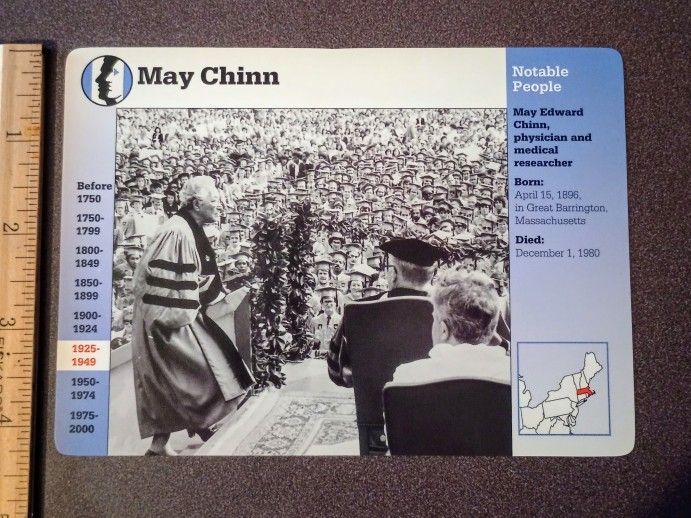 May Chinn
Notable
People
May Edward
Chinn,
physician and
medical
researcher
Born:
April 15, 1896,
in Great Barrington,
Massachusetts
Died:
December 1, 1980
Before
1750
1750-
1799
1800-
1849
1850-
1899
1900-
1924
1925-
1949
1950-
1974
1975-
2000
1
2
3
4